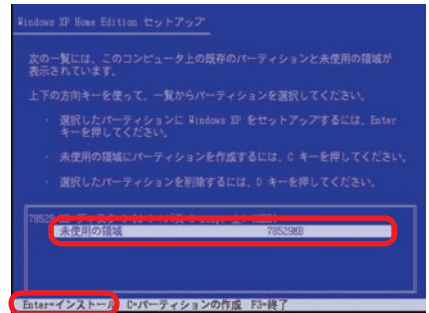 Windows XP Home Edition セットアップ
次の一覧には、このコンピュータ上の既存のパーティションと未使用の領域が
表示されています。
上下の方向キーを使って、一覧からパーティションを選択してください。
・ 選択したパーティションに Windows XP をセットアップするには、Enter
キーを押してください。
・ 未使用の領域にパーティションを作成するには、C キーを押してください。
・ 選択したパーティションを削除するには、D キーを押してください。
78529
未使用の領域 78529MB
Enter=インストール C=パーティションの作成 F3=終了